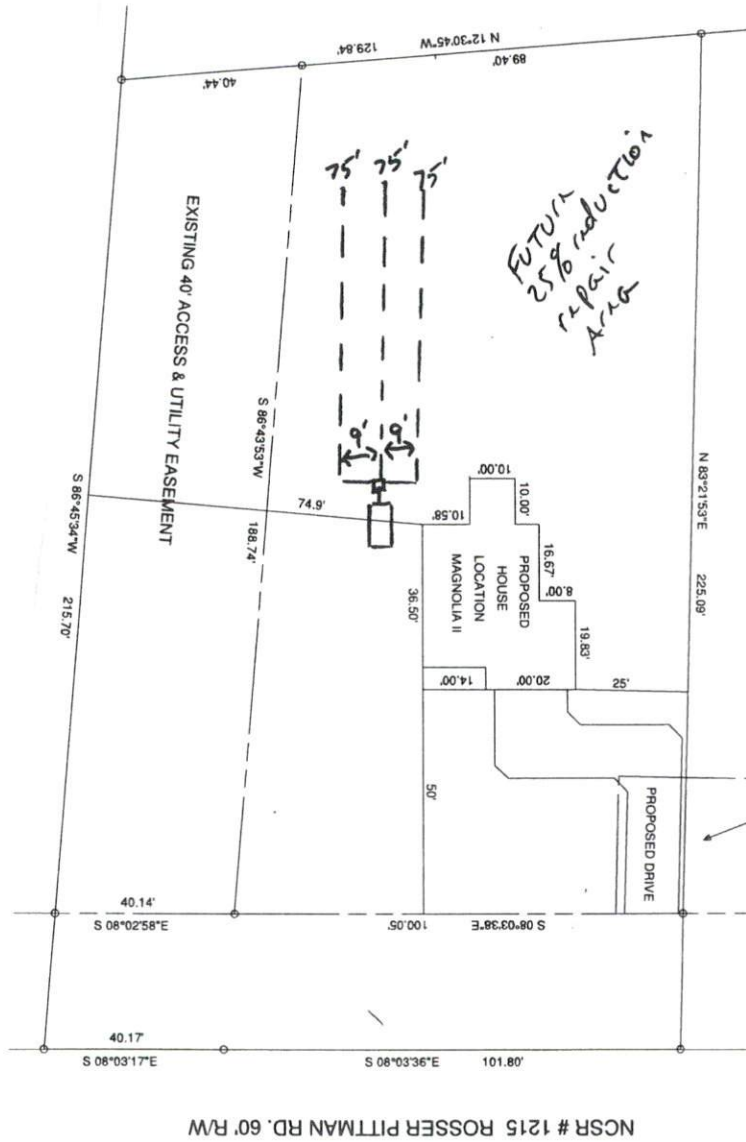 N 12°30'45"W
129.84'
40.44'
89.40'
75' 75' 75'
FUTURE
25% reduction
repair
Area
EXISTING 40' ACCESS & UTILITY EASEMENT
S 86°43'53"W
188.74'
S 86°45'34"W
215.70'
9' 9'
74.9'
N 83°21'53"E
225.09'
10.00'
10.00'
10.58'
16.67'
8.00'
19.83'
36.50'
PROPOSED
HOUSE
LOCATION
MAGNOLIA II
14.00'
20.00'
25'
50'
PROPOSED DRIVE
40.14'
S 08°02'58"E
100.05'
S 08°03'38"E
40.17'
S 08°03'17"E
S 08°03'36"E
101.80'
NCSR # 1215 ROSSER PITTMAN RD. 60' R/W